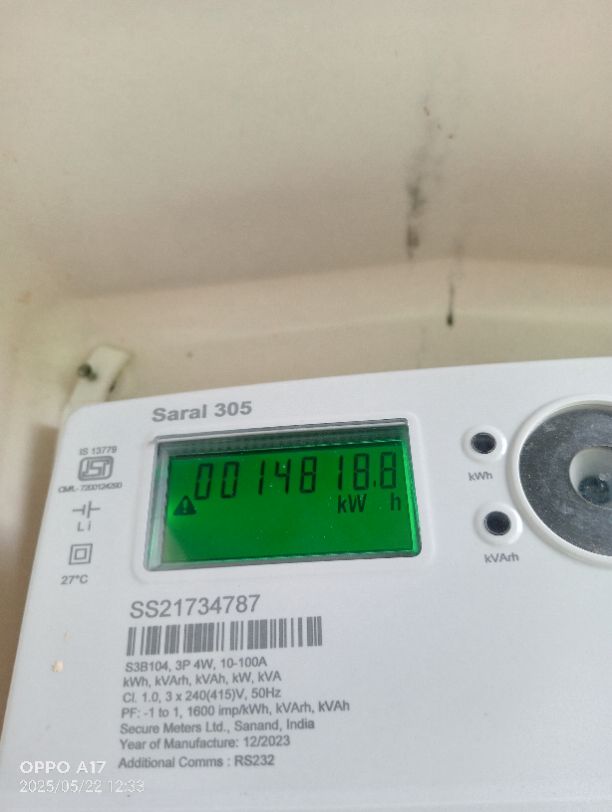 Saral 305
IS 13779
ISI
CM/L-7200124290
0014818.8
kW h
kWh
Li
kVArh
27°C
SS21734787
S3B104, 3P 4W, 10-100A
kWh, kVArh, kVAh, kW, kVA
Cl. 1.0, 3 x 240(415)V, 50Hz
PF: -1 to 1, 1600 imp/kWh, kVArh, kVAh
Secure Meters Ltd., Sanand, India
Year of Manufacture: 12/2023
Additional Comms : RS232
OPPO A17
2025/05/22 12:33